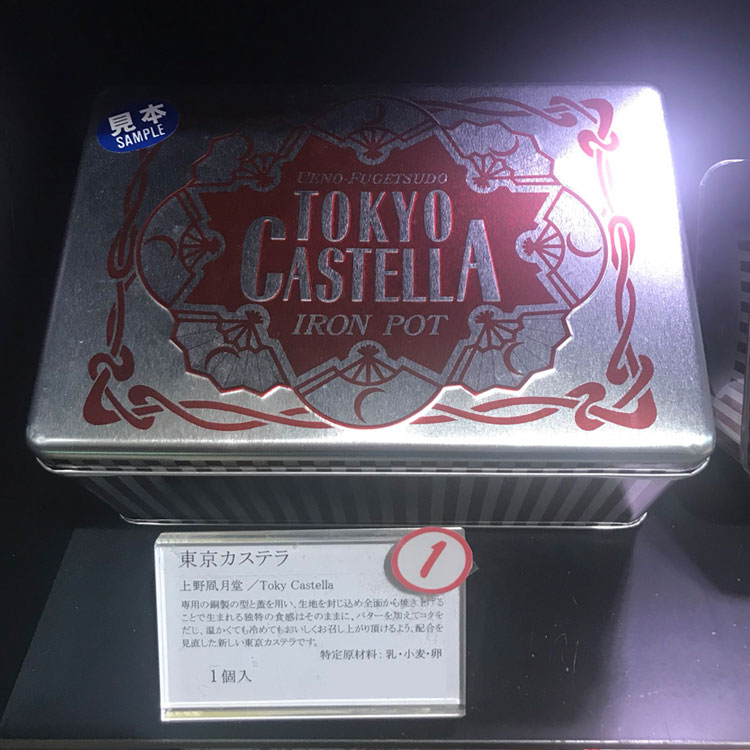 見本
SAMPLE
UENO-FUGETSUDO
TOKYO
CASTELLA
IRON POT
1
東京カステラ
上野凮月堂／Toky Castella
専用の銅製の型と蓋を用い、生地を封じ込め全面から焼き上げる
ことで生まれる独特の食感はそのままに、バターを加えてコクを
だし、温かくても冷めてもおいしくお召し上がり頂けるよう、配合を
見直した新しい東京カステラです。
特定原材料：乳・小麦・卵
1個入